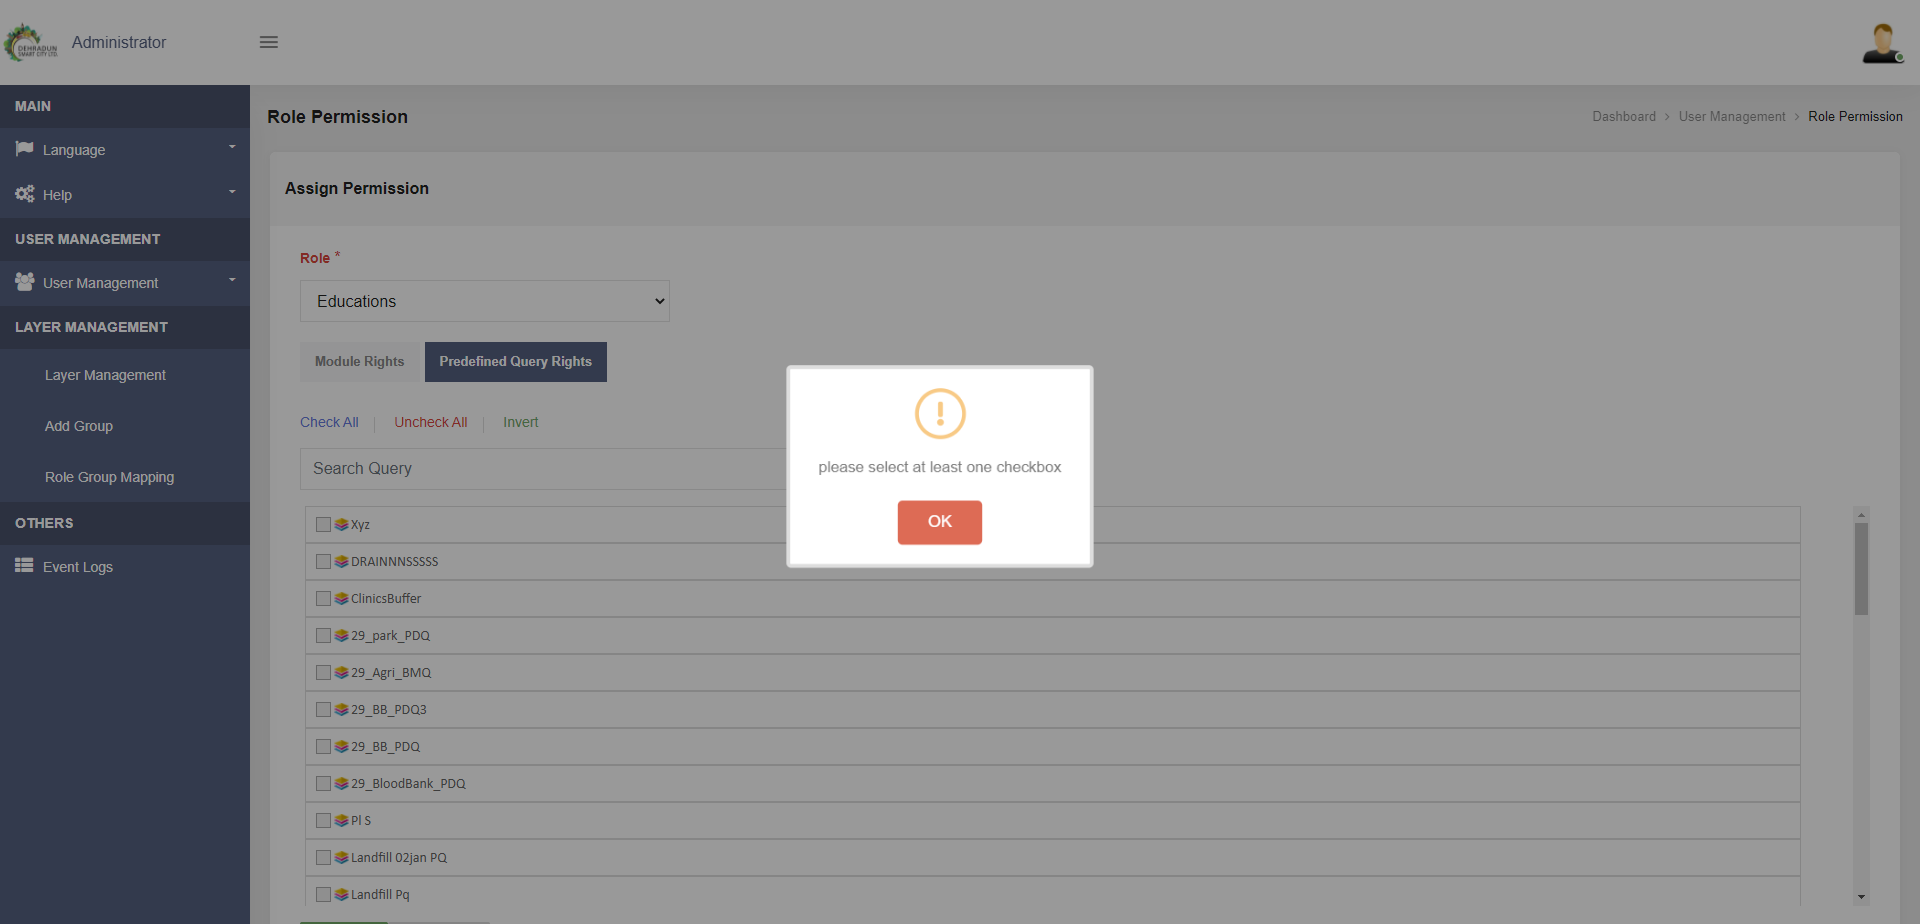 DEHRADUN
SMART CITY LTD.
Administrator
MAIN
Language
Help
USER MANAGEMENT
User Management
LAYER MANAGEMENT
Layer Management
Add Group
Role Group Mapping
OTHERS
Event Logs
Role Permission
Dashboard > User Management > Role Permission
Assign Permission
Role *
Educations
Module Rights
Predefined Query Rights
Check All
Uncheck All
Invert
Search Query
Xyz
DRAINNNSSSSS
ClinicsBuffer
29_park_PDQ
29_Agri_BMQ
29_BB_PDQ3
29_BB_PDQ
29_BloodBank_PDQ
Pl S
Landfill 02jan PQ
Landfill Pq
please select at least one checkbox
OK